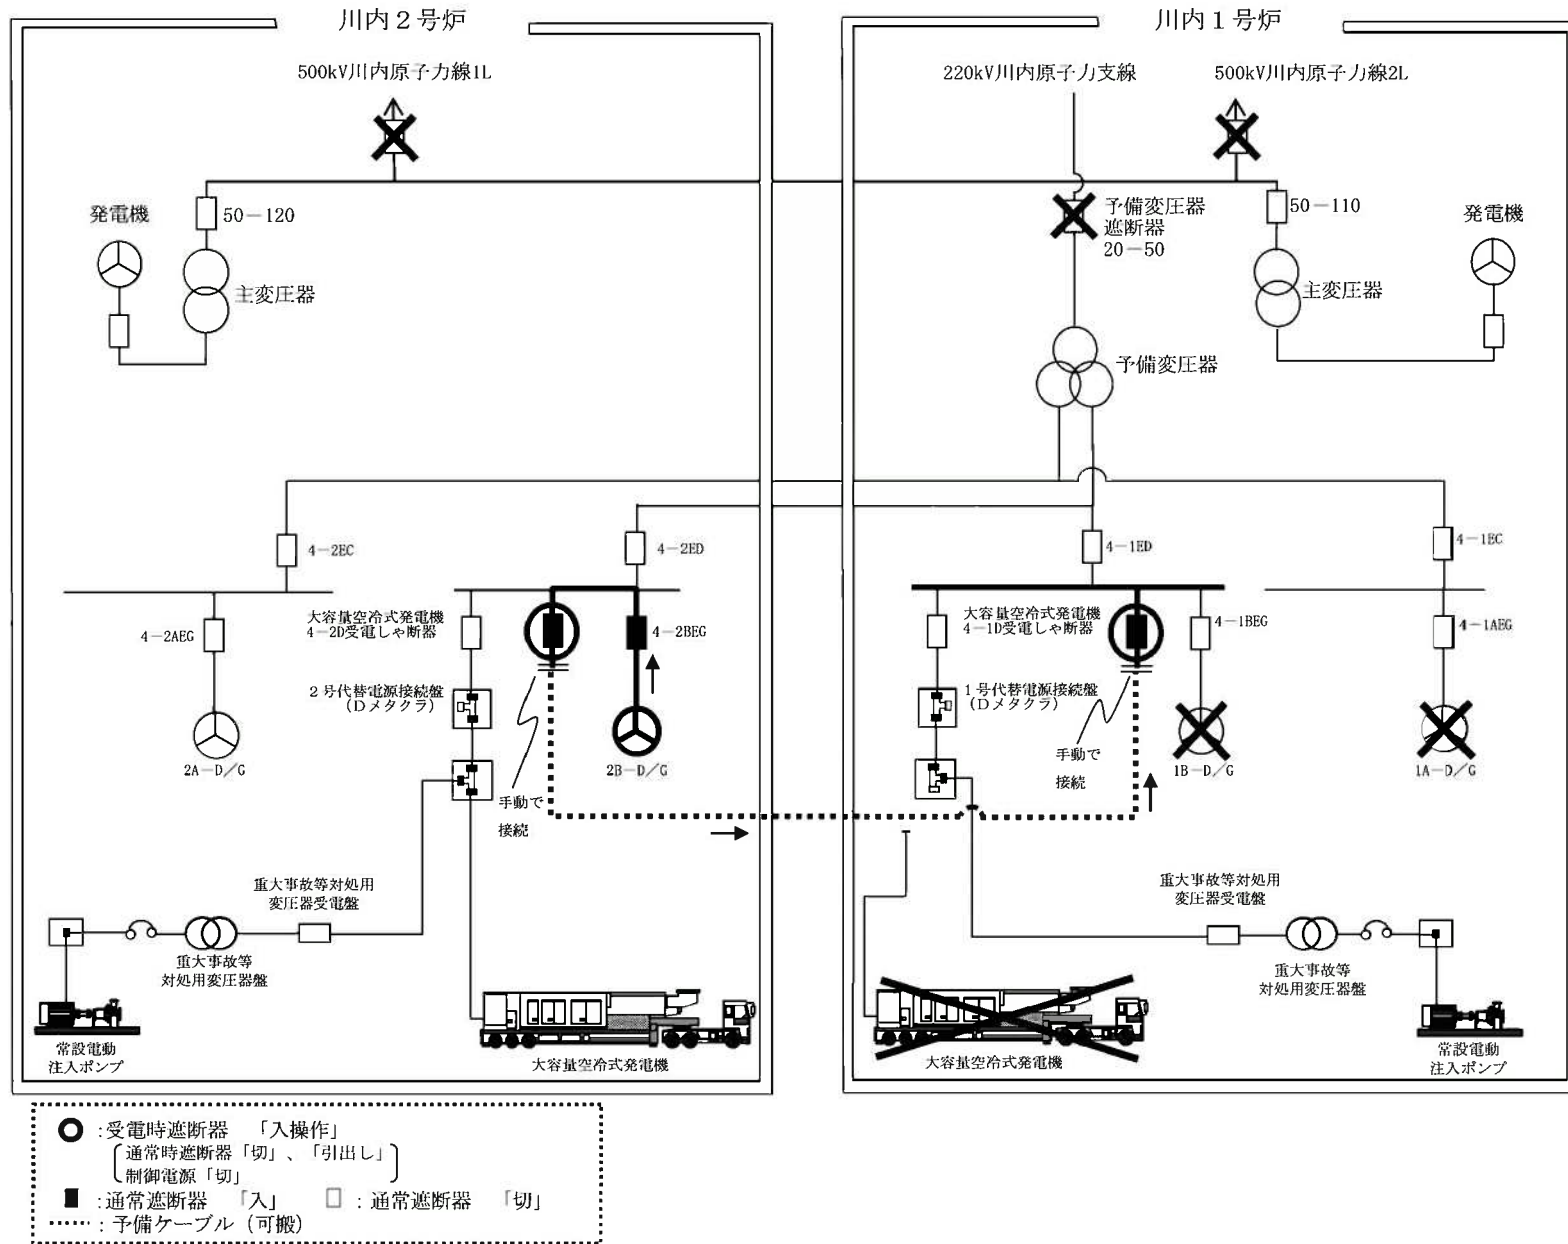 川内2号炉
500kV川内原子力線1L
発電機
50-120
主変圧器
4-2EC
4-2ED
4-2AEG
大容量空冷式発電機
4-2D受電しゃ断器
4-2BEG
2号代替電源接続盤
(Dメタクラ)
2A-D/G
2B-D/G
手動で
接続
重大事故等対処用
変圧器受電盤
重大事故等
対処用変圧器盤
常設電動
注入ポンプ
大容量空冷式発電機
川内1号炉
220kV川内原子力支線
500kV川内原子力線2L
予備変圧器
遮断器
20-50
50-110
発電機
主変圧器
予備変圧器
4-1ED
4-1EC
大容量空冷式発電機
4-1D受電しゃ断器
4-1BEG
4-1AEG
1号代替電源接続盤
(Dメタクラ)
手動で
接続
1B-D/G
1A-D/G
重大事故等対処用
変圧器受電盤
重大事故等
対処用変圧器盤
大容量空冷式発電機
常設電動
注入ポンプ
:受電時遮断器 「入操作」
通常時遮断器「切」、「引出し」
制御電源「切」
:通常遮断器 「入」 :通常遮断器 「切」
:予備ケーブル(可搬)